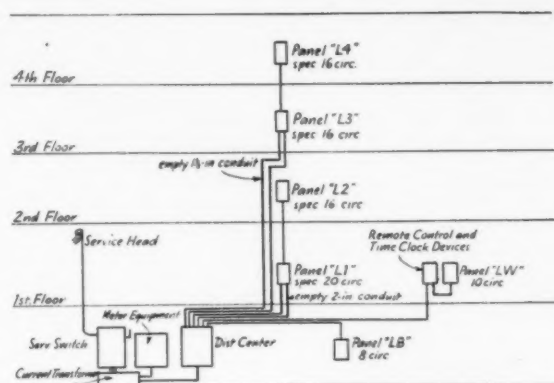 Panel "L4"
spec 16 circ.
4th Floor
Panel "L3"
spec 16 circ
3rd Floor
empty 1½-in conduit
Panel "L2"
spec 16 circ
2nd Floor
Service Head
Remote Control and
Time Clock Devices
Panel "L1"
spec 20 circ
Panel "LW"
10 circ
empty 2-in conduit
1st. Floor
Meter Equipment
Serv Switch
Dist Center
Panel "LB"
8 circ
Current Transformer